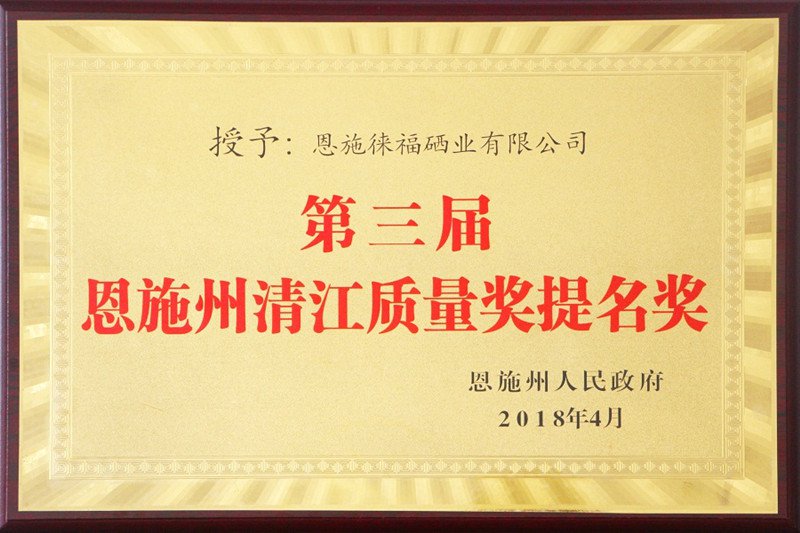 授予：恩施徕福硒业有限公司
第三届
恩施州清江质量奖提名奖
恩施州人民政府
2018年4月